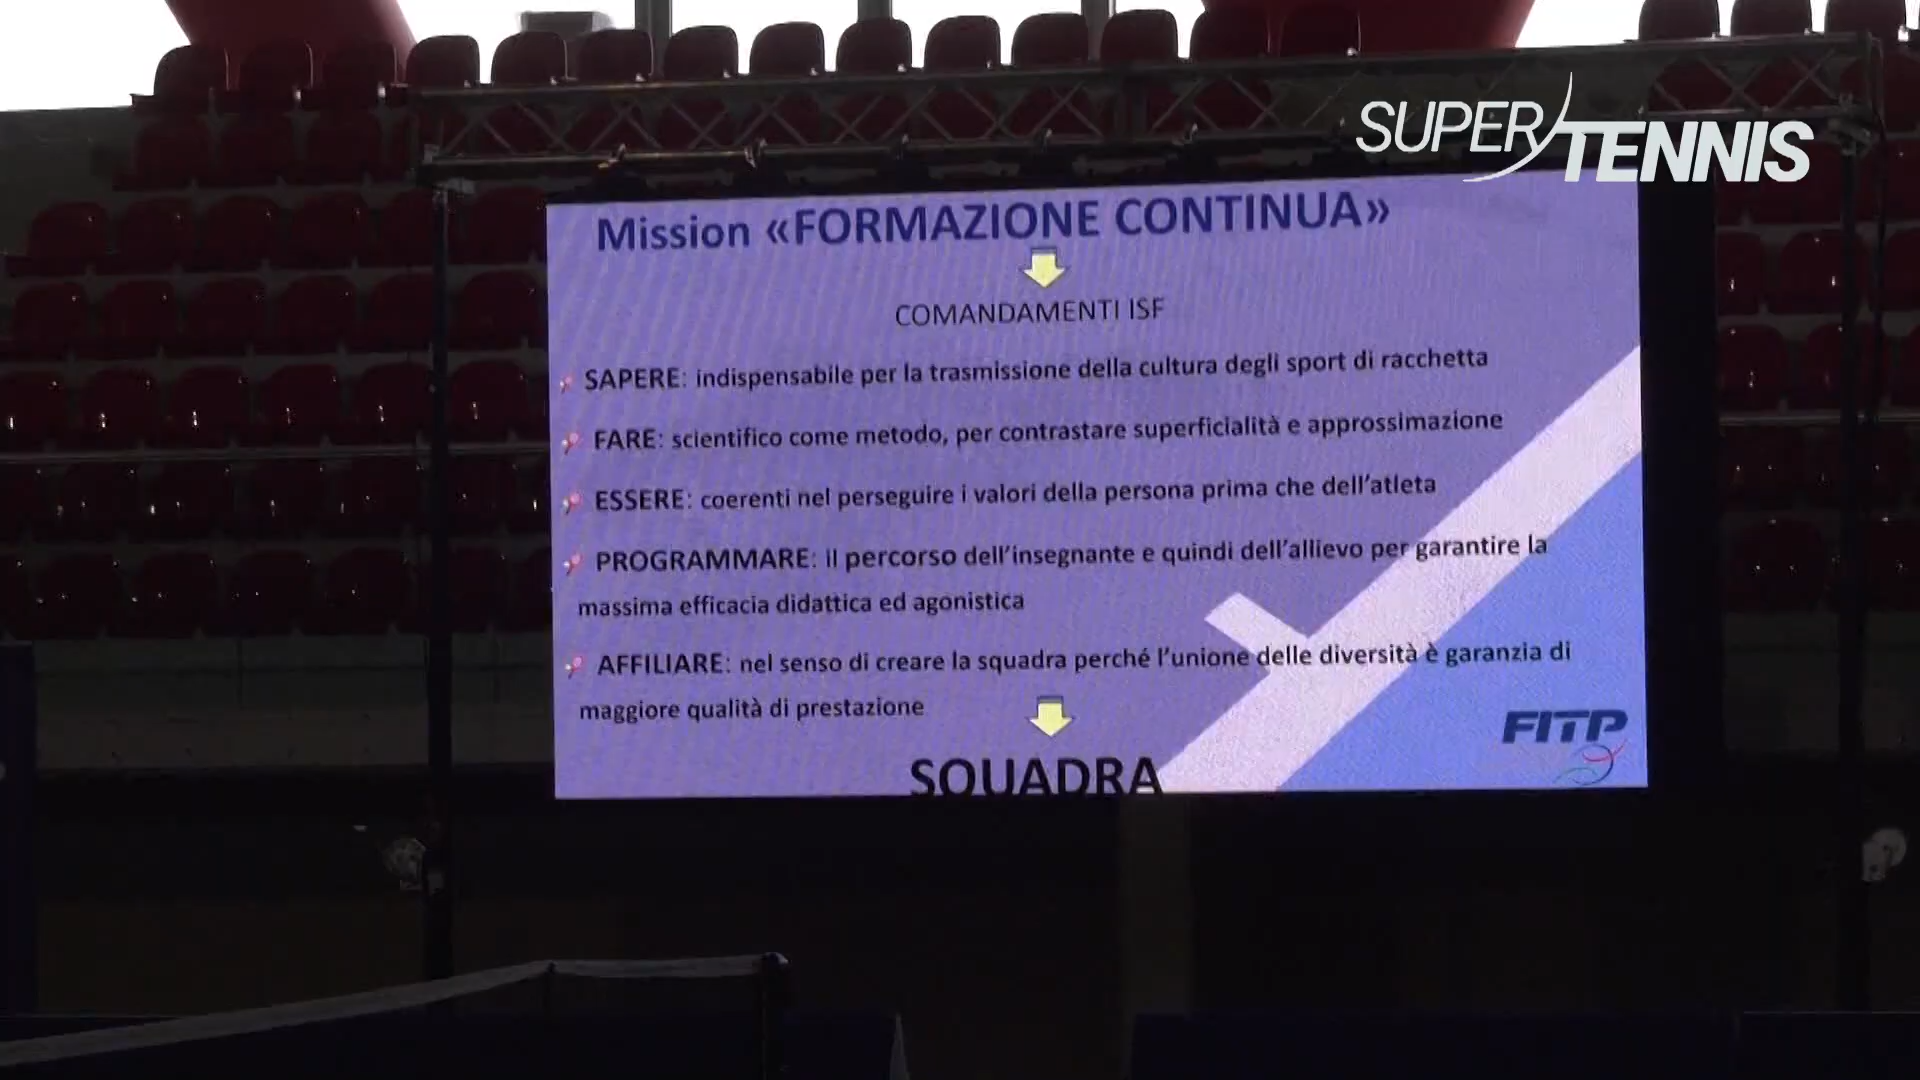 SUPER TENNIS
Mission «FORMAZIONE CONTINUA»
COMANDAMENTI ISF
SAPERE: indispensabile per la trasmissione della cultura degli sport di racchetta
FARE: scientifico come metodo, per contrastare superficialità e approssimazione
ESSERE: coerenti nel perseguire i valori della persona prima che dell'atleta
PROGRAMMARE: il percorso dell'insegnante e quindi dell'allievo per garantire la
massima efficacia didattica ed agonistica
AFFILIARE: nel senso di creare la squadra perché l'unione delle diversità è garanzia di
maggiore qualità di prestazione
SQUADRA
FITP